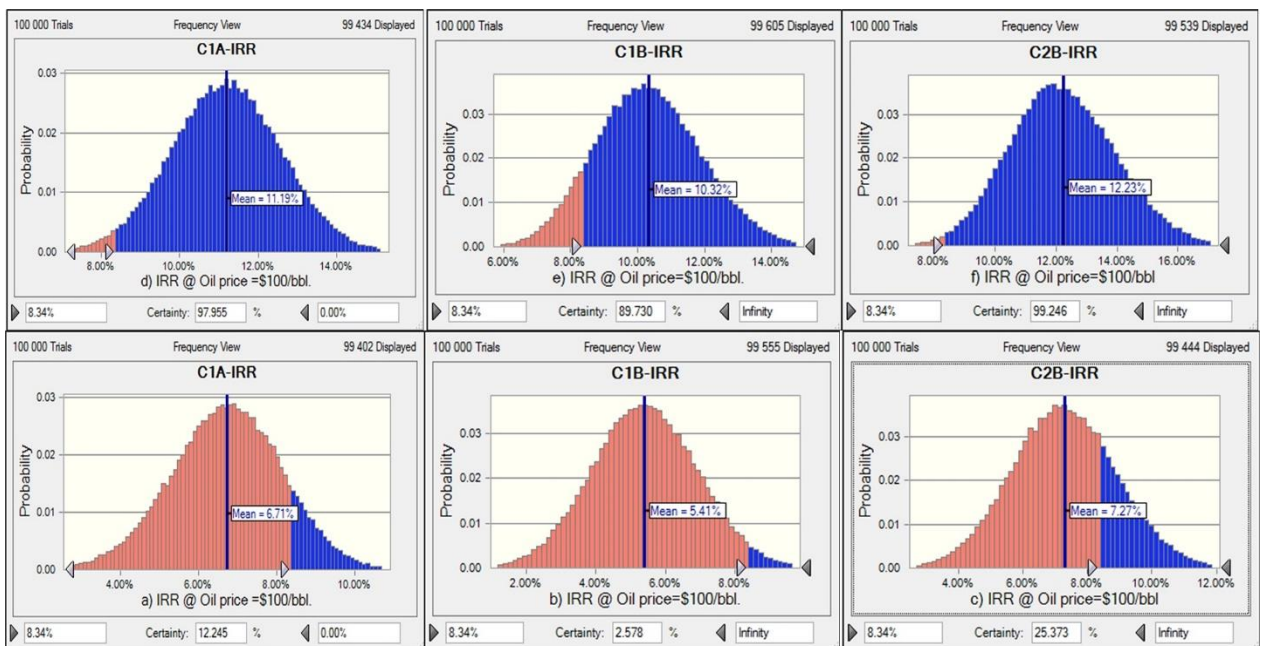 100 000 Trials Frequency View 99 434 Displayed
C1A-IRR
Probability
0.03
0.02
0.01
0.00
Mean = 11.19%
8.00% 10.00% 12.00% 14.00%
d) IRR @ Oil price =$100/bbl.
8.34% Certainty: 97.955 % 0.00%
100 000 Trials Frequency View 99 605 Displayed
C1B-IRR
Probability
0.03
0.02
0.01
0.00
Mean = 10.32%
6.00% 8.00% 10.00% 12.00% 14.00%
e) IRR @ Oil price=$100/bbl.
8.34% Certainty: 89.730 % Infinity
100 000 Trials Frequency View 99 539 Displayed
C2B-IRR
Probability
0.03
0.02
0.01
0.00
Mean = 12.23%
8.00% 10.00% 12.00% 14.00% 16.00%
f) IRR @ Oil price=$100/bbl
8.34% Certainty: 99.246 % Infinity
100 000 Trials Frequency View 99 402 Displayed
C1A-IRR
Probability
0.03
0.02
0.01
0.00
Mean = 6.71%
4.00% 6.00% 8.00% 10.00%
a) IRR @ Oil price=$100/bbl.
8.34% Certainty: 12.245 % 0.00%
100 000 Trials Frequency View 99 555 Displayed
C1B-IRR
Probability
0.03
0.02
0.01
0.00
Mean = 5.41%
2.00% 4.00% 6.00% 8.00%
b) IRR @ Oil price=$100/bbl.
8.34% Certainty: 2.578 % Infinity
100 000 Trials Frequency View 99 444 Displayed
C2B-IRR
Probability
0.03
0.02
0.01
0.00
Mean = 7.27%
4.00% 6.00% 8.00% 10.00% 12.00%
c) IRR @ Oil price=$100/bbl
8.34% Certainty: 25.373 % Infinity